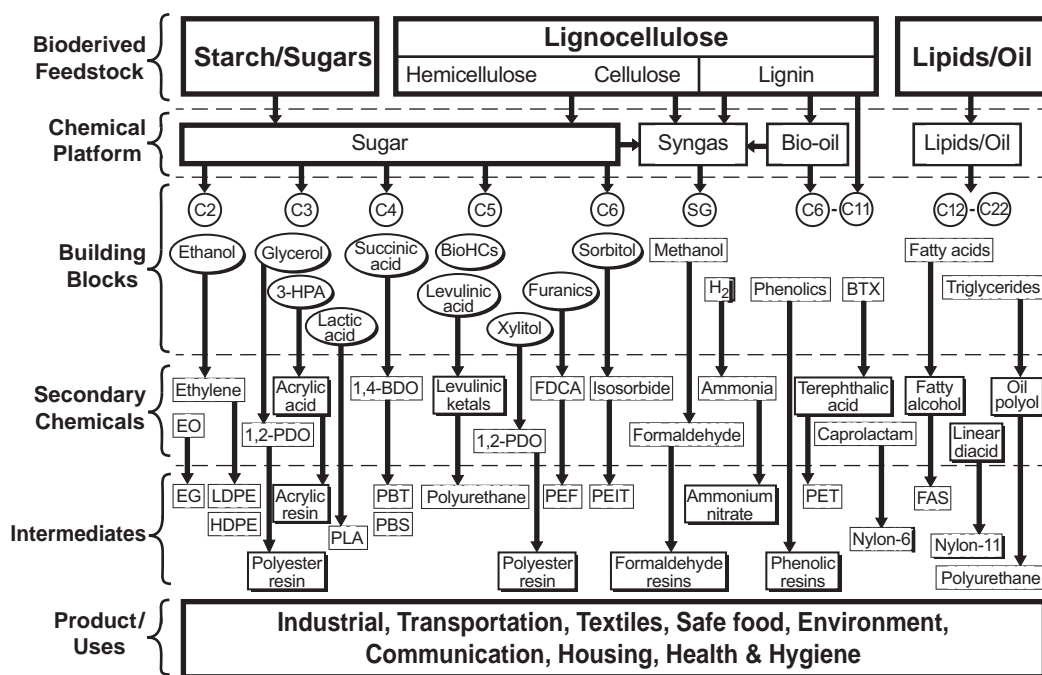 Bioderived
Feedstock
Starch/Sugars
Lignocellulose
Hemicellulose Cellulose Lignin
Lipids/Oil
Chemical
Platform
Sugar
Syngas
Bio-oil
Lipids/Oil
Building
Blocks
C2 C3 C4 C5 C6 SG C6 - C11 C12 - C22
Ethanol
Glycerol
3-HPA
Lactic
acid
Succinic
acid
BioHCs
Levulinic
acid
Xylitol
Furanics
Sorbitol
Methanol
H2
Phenolics
BTX
Fatty acids
Triglycerides
Secondary
Chemicals
Ethylene
EO
1,2-PDO
Acrylic
acid
1,4-BDO
Levulinic
ketals
1,2-PDO
FDCA
Isosorbide
Formaldehyde
Ammonia
Terephthalic
acid
Caprolactam
Fatty
alcohol
Linear
diacid
Oil
polyol
Intermediates
EG
LDPE
HDPE
Polyester
resin
Acrylic
resin
PLA
PBT
PBS
Polyurethane
Polyester
resin
PEF
PEIT
Formaldehyde
resins
Ammonium
nitrate
Phenolic
resins
PET
Nylon-6
FAS
Nylon-11
Polyurethane
Product/
Uses
Industrial, Transportation, Textiles, Safe food, Environment,
Communication, Housing, Health & Hygiene